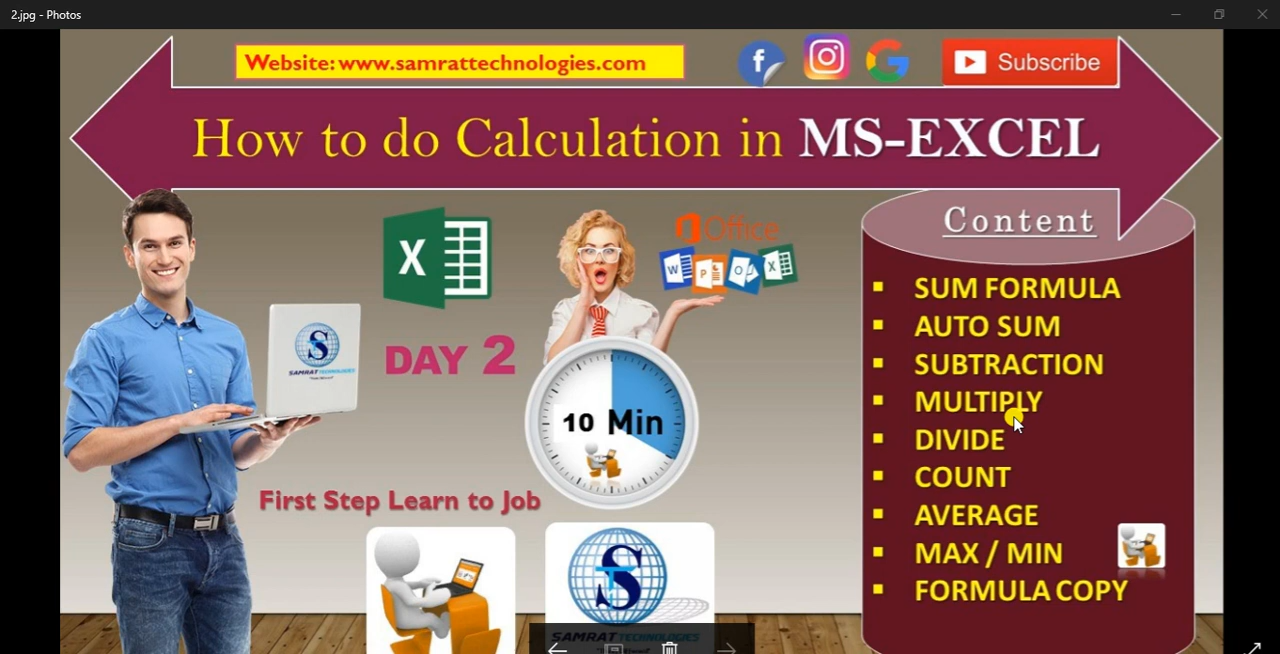 2.jpg - Photos
Website: www.samrattechnologies.com
Subscribe
How to do Calculation in MS-EXCEL
Office
Content
DAY 2
10 Min
First Step Learn to Job
SAMRAT TECHNOLOGIES
▪ SUM FORMULA
▪ AUTO SUM
▪ SUBTRACTION
▪ MULTIPLY
▪ DIVIDE
▪ COUNT
▪ AVERAGE
▪ MAX / MIN
▪ FORMULA COPY
SAMRAT TECHNOLOGIES